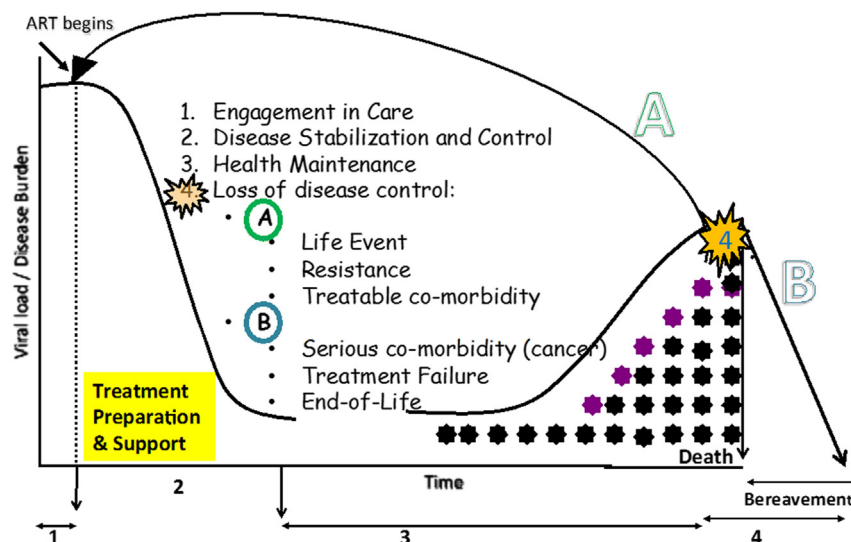 ART begins
A
1. Engagement in Care
2. Disease Stabilization and Control
3. Health Maintenance
4. Loss of disease control:
• A
• Life Event
• Resistance
• Treatable co-morbidity
• B
• Serious co-morbidity (cancer)
• Treatment Failure
• End-of-Life
4
B
Viral load / Disease Burden
Treatment
Preparation
& Support
Death
Time
Bereavement
1
2
3
4